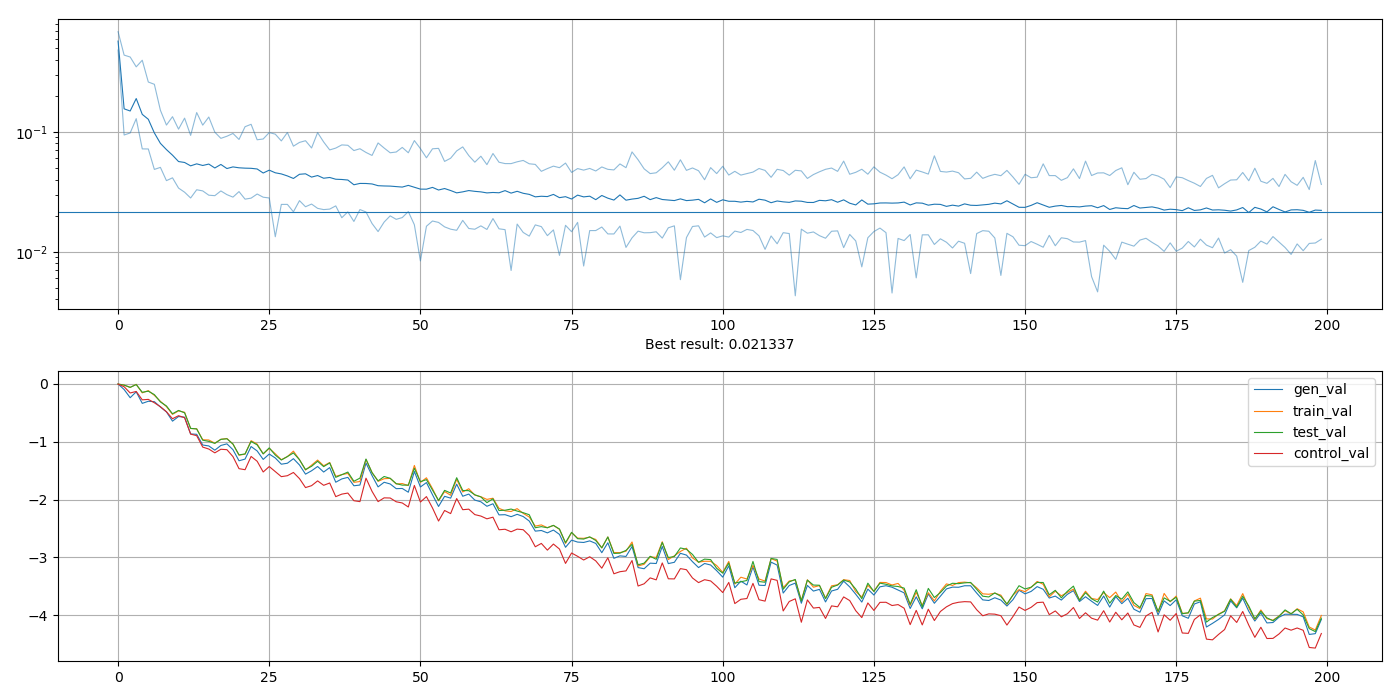 10⁻¹
10⁻²
0 25 50 75 100 125 150 175 200
Best result: 0.021337
0
−1
−2
−3
−4
gen_val
train_val
test_val
control_val
0 25 50 75 100 125 150 175 200